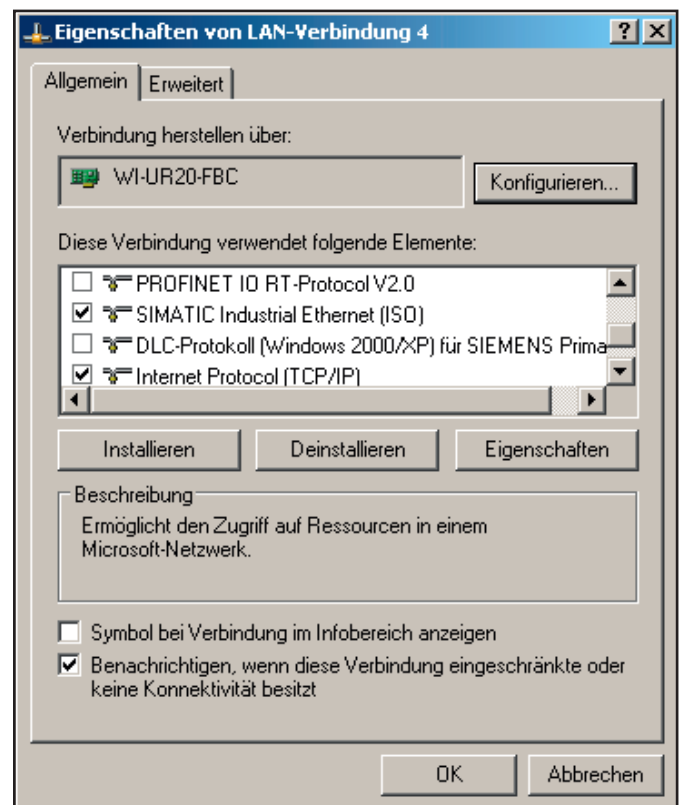 Eigenschaften von LAN-Verbindung 4
Allgemein
Erweitert
Verbindung herstellen über:
WI-UR20-FBC
Konfigurieren...
Diese Verbindung verwendet folgende Elemente:
PROFINET IO RT-Protocol V2.0
SIMATIC Industrial Ethernet (ISO)
DLC-Protokoll (Windows 2000/XP) für SIEMENS Prima
Internet Protocol (TCP/IP)
Installieren
Deinstallieren
Eigenschaften
Beschreibung
Ermöglicht den Zugriff auf Ressourcen in einem
Microsoft-Netzwerk.
Symbol bei Verbindung im Infobereich anzeigen
Benachrichtigen, wenn diese Verbindung eingeschränkte oder
keine Konnektivität besitzt
OK
Abbrechen